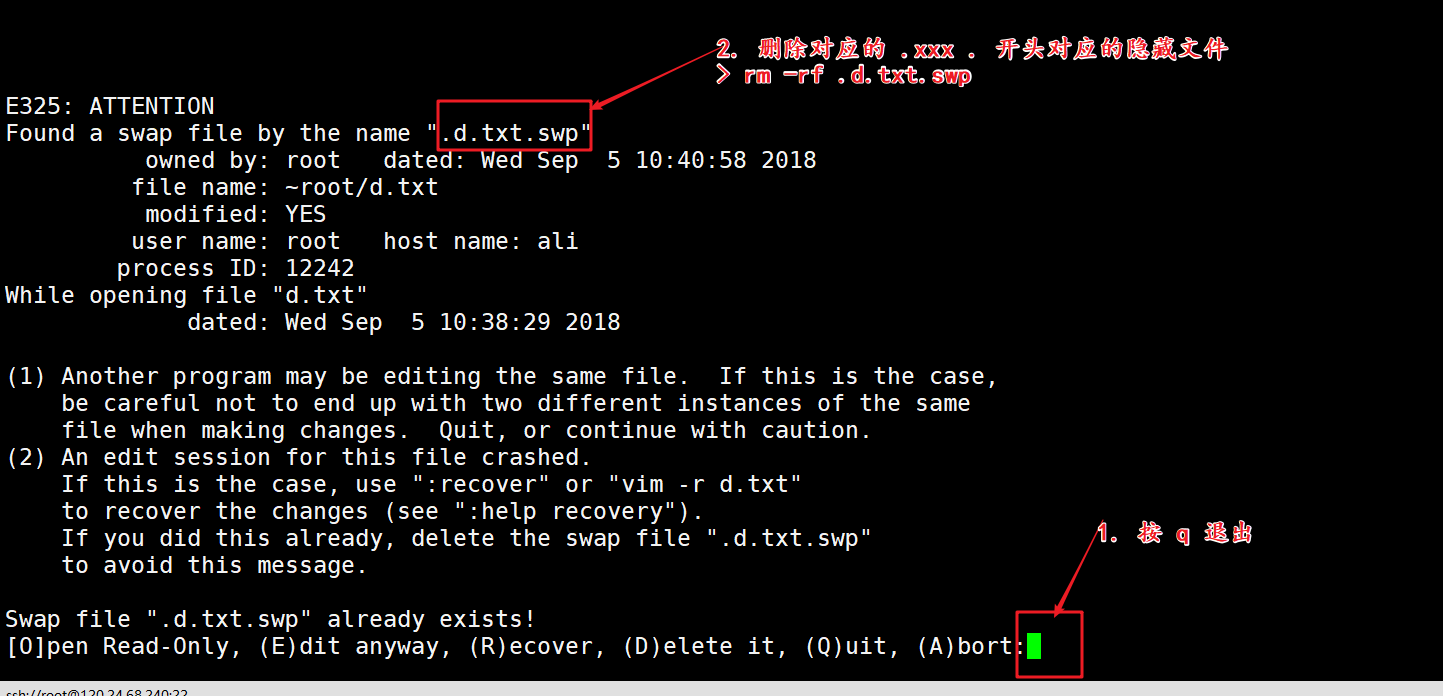 2. 删除对应的 .xxx . 开头对应的隐藏文件
> rm -rf .d.txt.swp
E325: ATTENTION
Found a swap file by the name ".d.txt.swp"
owned by: root   dated: Wed Sep  5 10:40:58 2018
file name: ~root/d.txt
modified: YES
user name: root   host name: ali
process ID: 12242
While opening file "d.txt"
dated: Wed Sep  5 10:38:29 2018
(1) Another program may be editing the same file.  If this is the case,
be careful not to end up with two different instances of the same
file when making changes.  Quit, or continue with caution.
(2) An edit session for this file crashed.
If this is the case, use ":recover" or "vim -r d.txt"
to recover the changes (see ":help recovery").
If you did this already, delete the swap file ".d.txt.swp"
to avoid this message.
1. 按 q 退出
Swap file ".d.txt.swp" already exists!
[O]pen Read-Only, (E)dit anyway, (R)ecover, (D)elete it, (Q)uit, (A)bort:
ssh://root@120.24.68.240:22